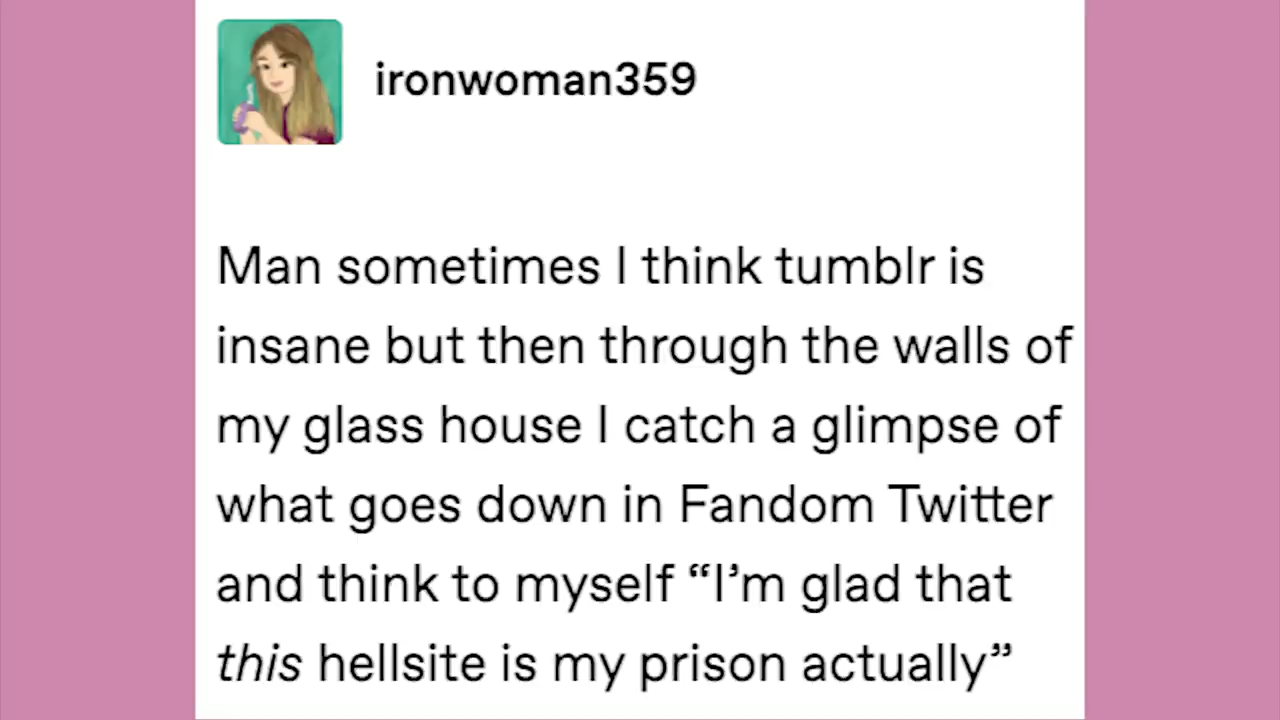 ironwoman359
Man sometimes I think tumblr is
insane but then through the walls of
my glass house I catch a glimpse of
what goes down in Fandom Twitter
and think to myself “I’m glad that
this hellsite is my prison actually”